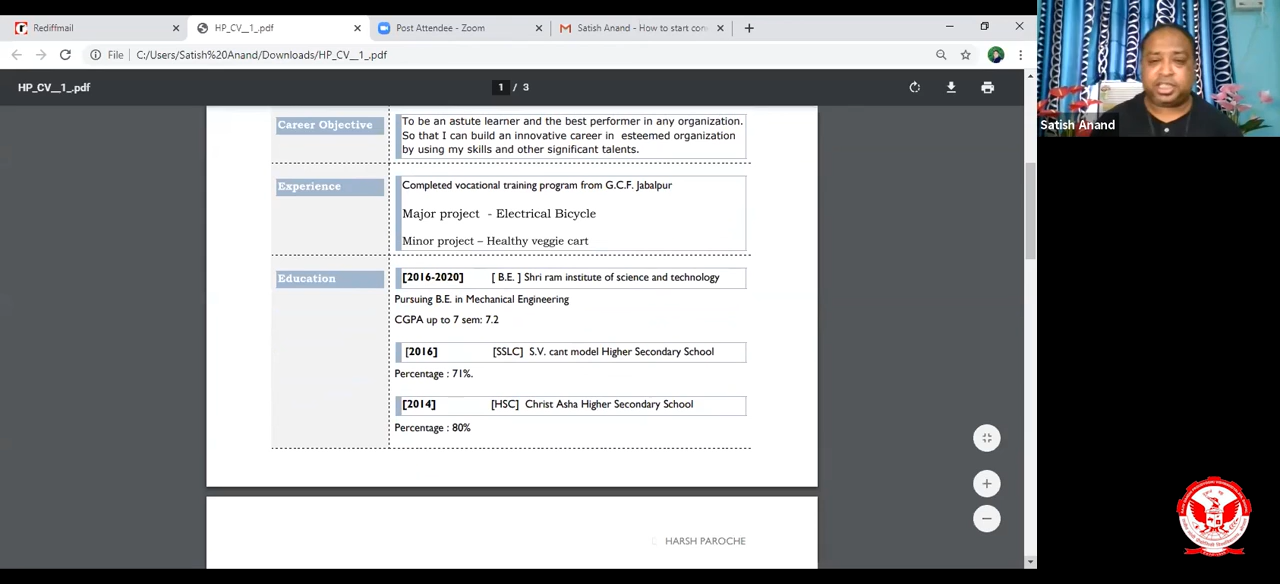 Rediffmail
HP_CV_1_.pdf
Post Attendee - Zoom
Satish Anand - How to start con
File
C:/Users/Satish%20Anand/Downloads/HP_CV__1_.pdf
HP_CV__1_.pdf
1 / 3
Satish Anand
Career Objective
To be an astute learner and the best performer in any organization.
So that I can build an innovative career in esteemed organization
by using my skills and other significant talents.
Experience
Completed vocational training program from G.C.F. Jabalpur
Major project - Electrical Bicycle
Minor project – Healthy veggie cart
Education
[2016-2020] [ B.E. ] Shri ram institute of science and technology
Pursuing B.E. in Mechanical Engineering
CGPA up to 7 sem: 7.2
[2016] [SSLC] S.V. cant model Higher Secondary School
Percentage : 71%.
[2014] [HSC] Christ Asha Higher Secondary School
Percentage : 80%
HARSH PAROCHE